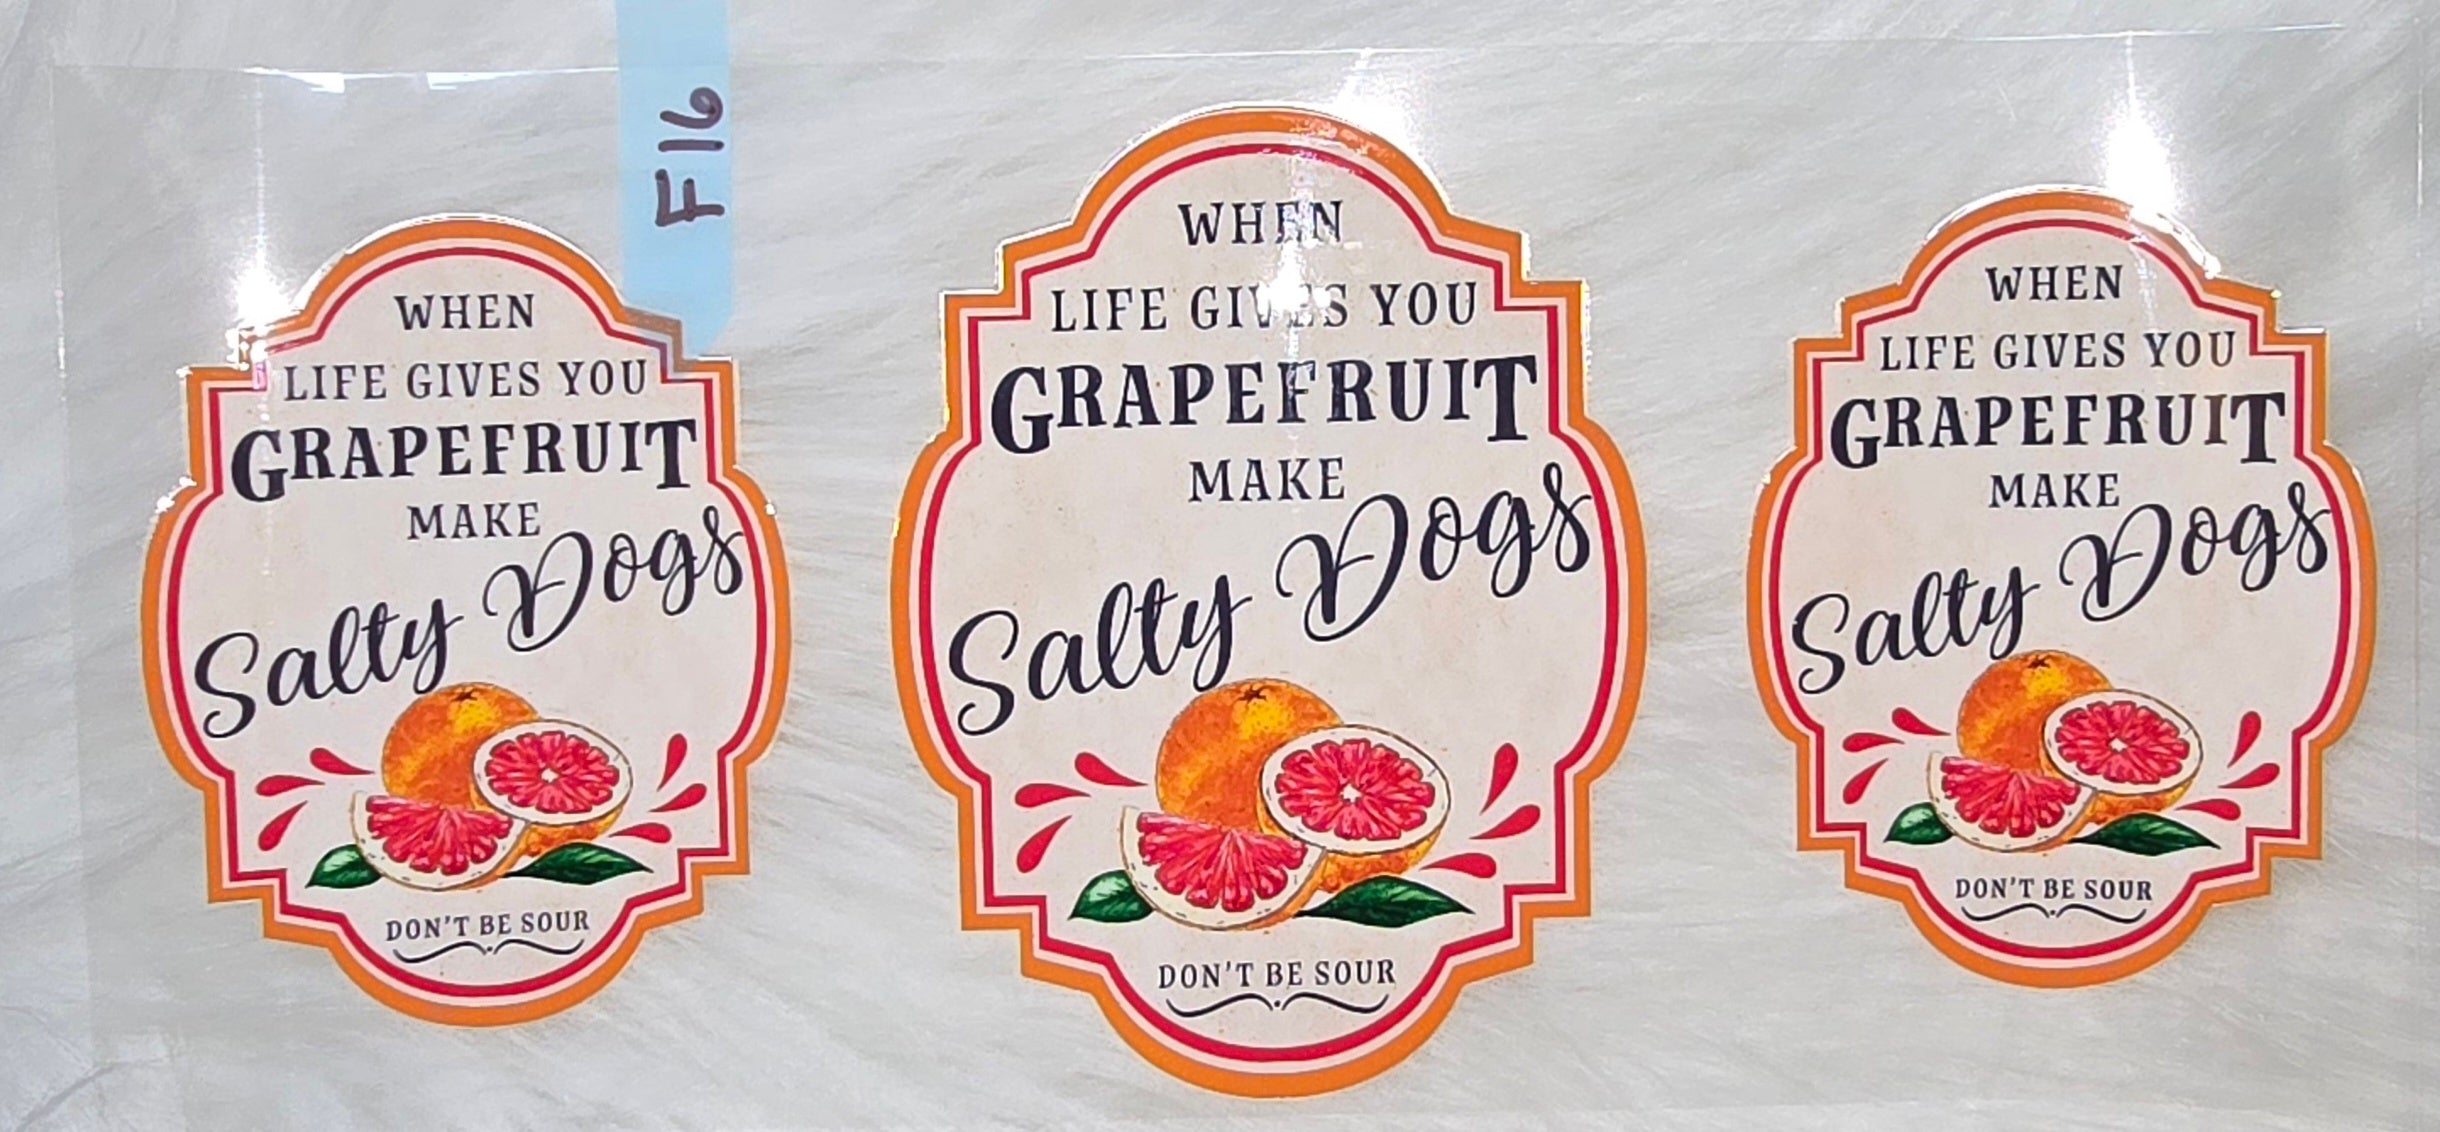 F16
WHEN
LIFE GIVES YOU
GRAPEFRUIT
MAKE
Salty Dogs
DON'T BE SOUR
WHEN
LIFE GIVES YOU
GRAPEFRUIT
MAKE
Salty Dogs
DON'T BE SOUR
WHEN
LIFE GIVES YOU
GRAPEFRUIT
MAKE
Salty Dogs
DON'T BE SOUR